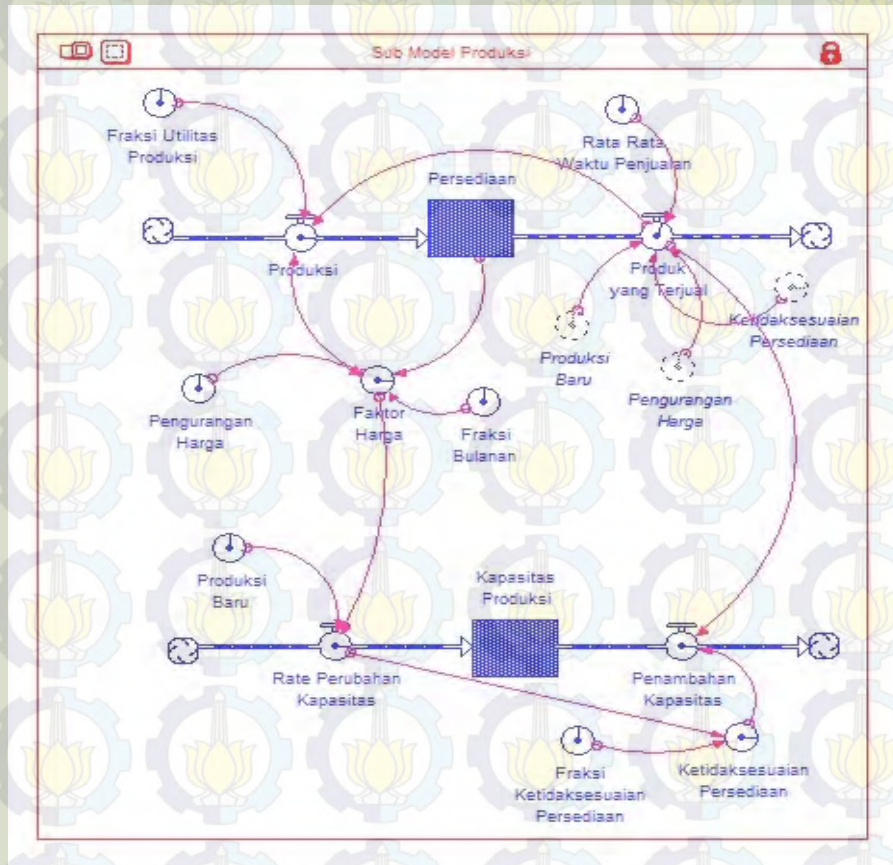 Sub Model Produksi
Fraksi Utilitas
Produksi
Rata Rata
Waktu Penjualan
Persediaan
Produksi
Produk
yang Terjual
Ketidaksesuaian
Persediaan
Produksi
Baru
Pengurangan
Harga
Pengurangan
Harga
Faktor
Harga
Fraksi
Bulanan
Produksi
Baru
Kapasitas
Produksi
Rate Perubahan
Kapasitas
Penambahan
Kapasitas
Fraksi
Ketidaksesuaian
Persediaan
Ketidaksesuaian
Persediaan